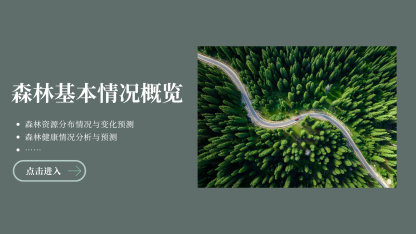 森林基本情况概览
森林资源分布情况与变化预测
森林健康情况分析与预测
……
点击进入